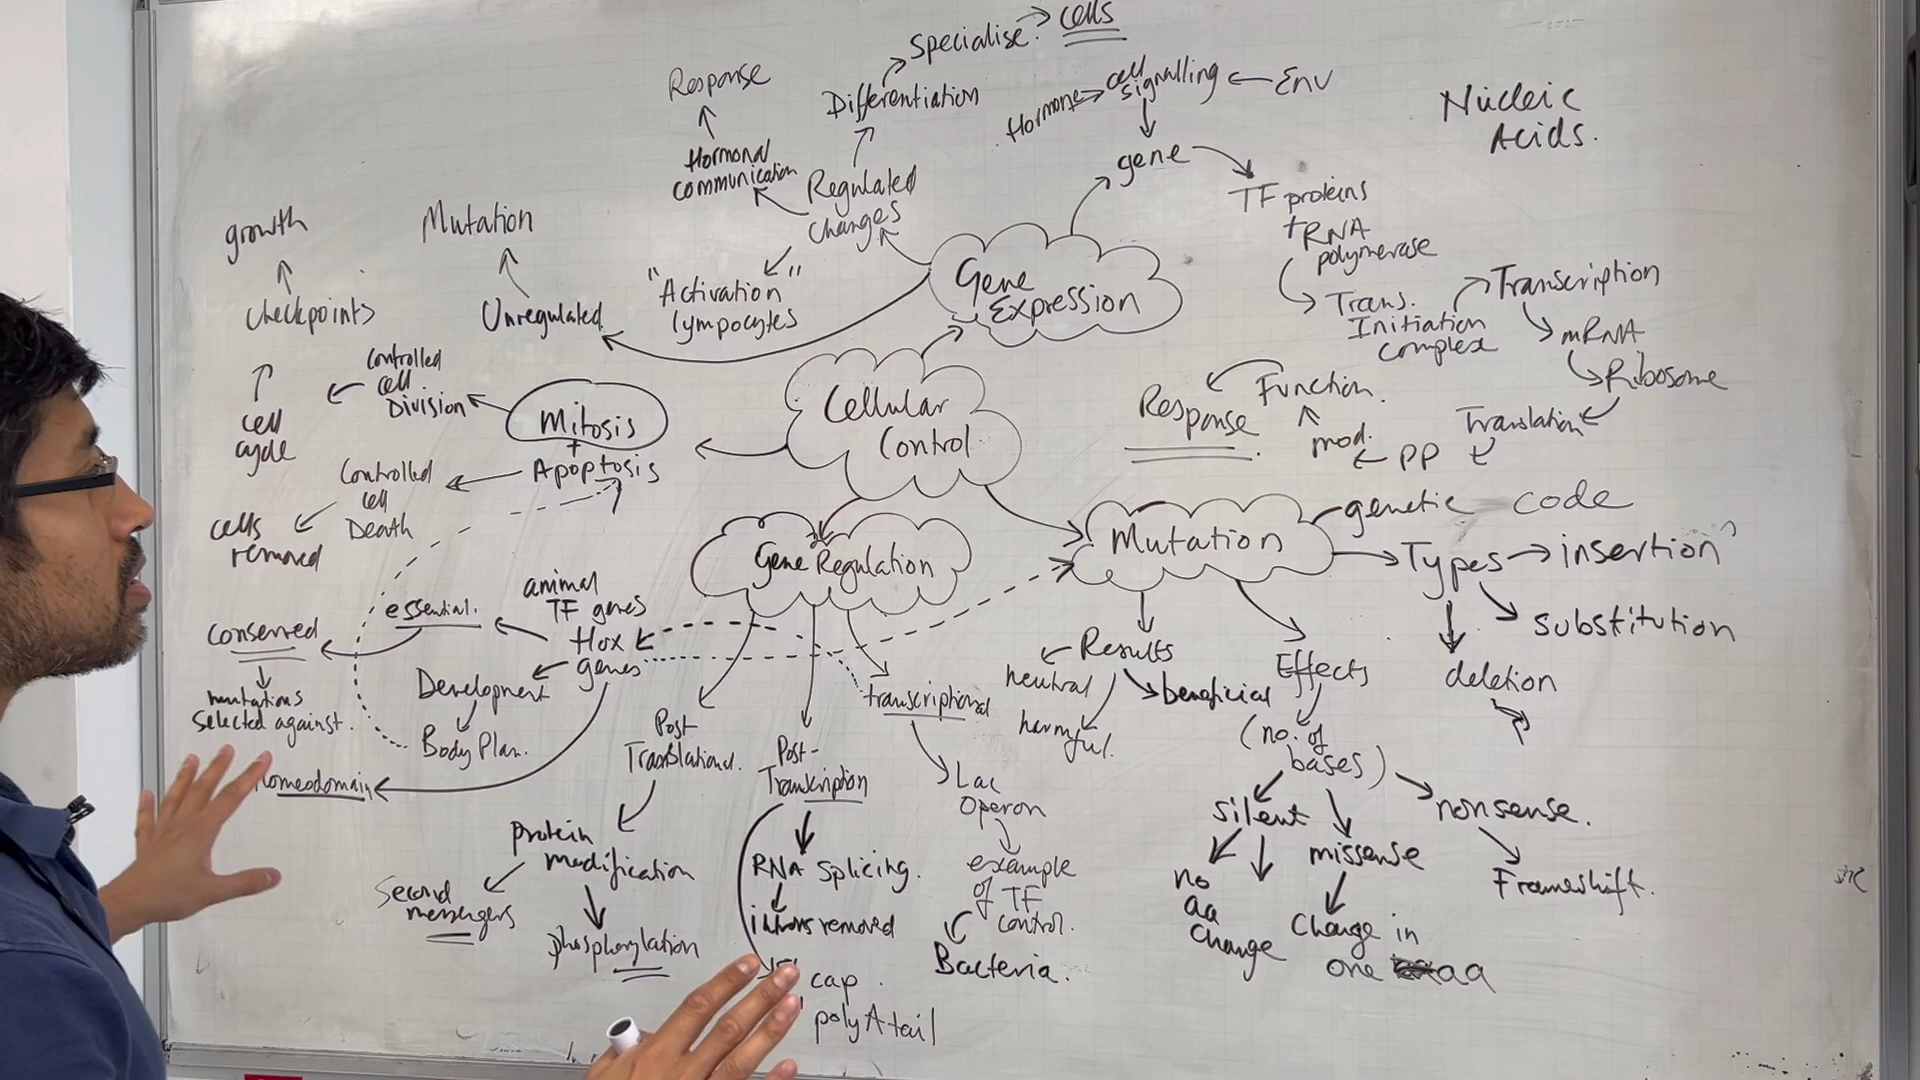 cells
specialise.
Response
Differentiation
Hormones
cell
signalling
Env
Nucleic
Acids.
Hormonal
communication
Regulated
changes
gene
TF proteins
+ RNA
polymerase
growth
Mutation
checkpoints
Unregulated
"Activation"
lympocytes
Gene
Expression
Trans.
Initiation
complex
Transcription
mRNA
Ribosome
Translation
PP
mod.
Function.
Response
Controlled
cell
Division
cell
cycle
Mitosis
+
Apoptosis
Controlled
cell
Death
cells
removed
Cellular
Control
Gene Regulation
Mutation
genetic code
Types
insertion
substitution
deletion
animal
TF genes
Hox
genes
essential.
conserved
mutations
selected against.
Development
Body Plan.
homeodomain
Post
Translational.
Post-
Transkription
transcriptional
Results
neutral
harmful.
beneficial
Effects
(no. of
bases)
silent
missense
nonsense.
Frameshift.
no
aa
change
Change in
one aa
Lac
Operon
example
of TF
control.
Bacteria.
protein
modification
Second
messengers
phosphorylation
RNA splicing.
introns removed
cap
poly A tail